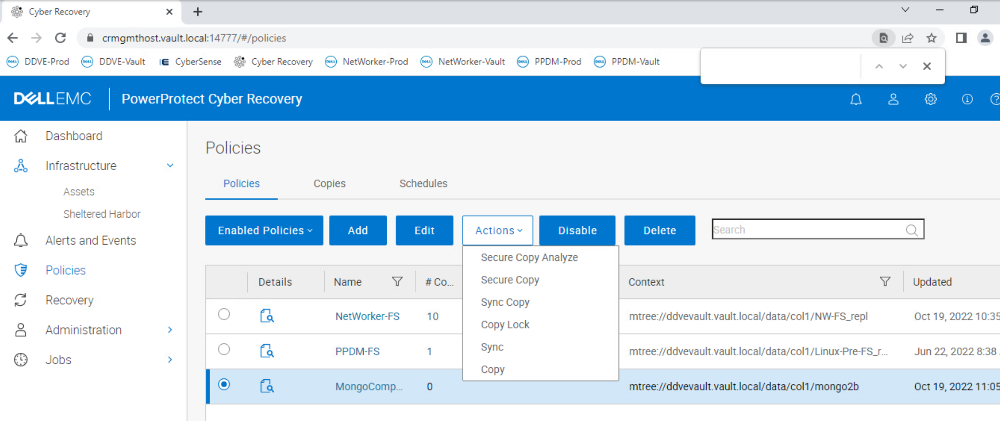 Cyber Recovery
crmgmthost.vault.local:14777/#/policies
DDVE-Prod DDVE-Vault CyberSense Cyber Recovery NetWorker-Prod NetWorker-Vault PPDM-Prod PPDM-Vault
DELLEMC PowerProtect Cyber Recovery
Dashboard
Infrastructure
Assets
Sheltered Harbor
Alerts and Events
Policies
Recovery
Administration
Jobs
Policies
Policies Copies Schedules
Enabled Policies Add Edit Actions Disable Delete Search
Secure Copy Analyze
Secure Copy
Sync Copy
Copy Lock
Sync
Copy
Details Name # Co... Context Updated
NetWorker-FS 10 mtree://ddvevault.vault.local/data/col1/NW-FS_repl Oct 19, 2022 10:35
PPDM-FS 1 mtree://ddvevault.vault.local/data/col1/Linux-Pre-FS_r... Jun 22, 2022 8:38
MongoComp... 0 mtree://ddvevault.vault.local/data/col1/mongo2b Oct 19, 2022 11:05